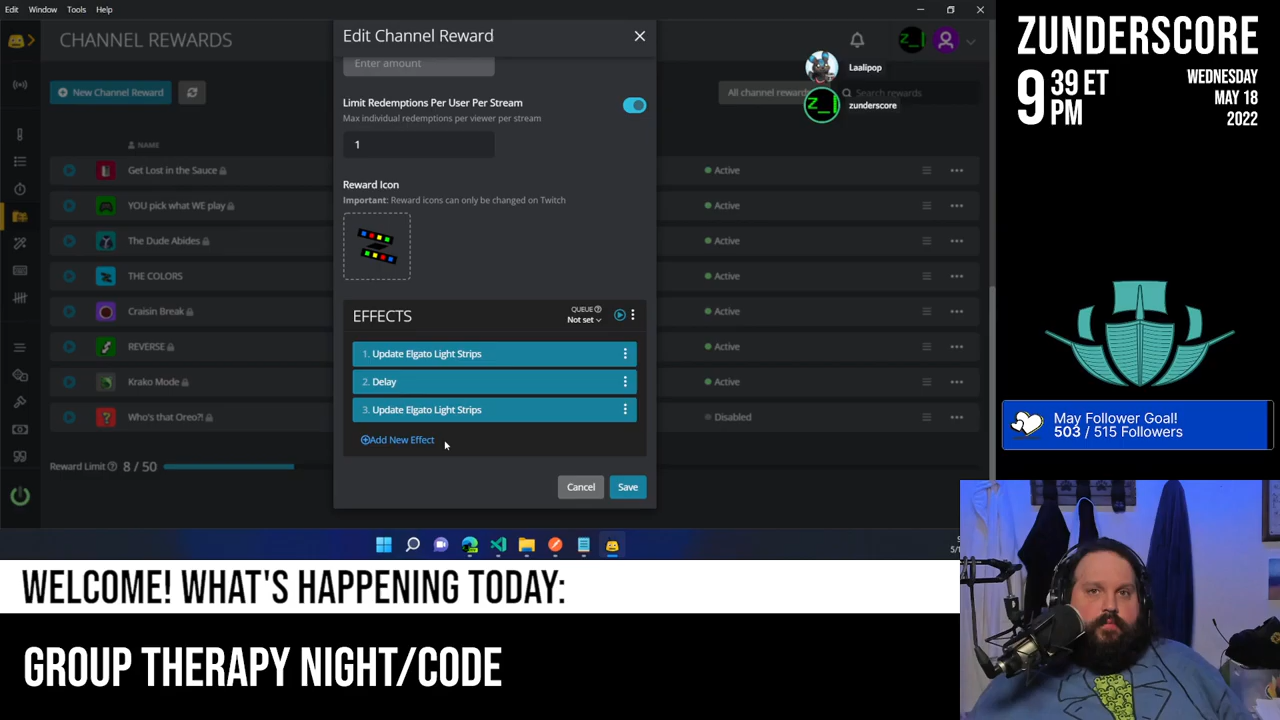 Edit Window Tools Help
CHANNEL REWARDS
New Channel Reward
All channel rewards
Search rewards
NAME
Get Lost in the Sauce
Active
YOU pick what WE play
Active
The Dude Abides
Active
THE COLORS
Active
Craisin Break
Active
REVERSE
Active
Krako Mode
Active
Who's that Oreo?!
Disabled
Reward Limit 8 / 50
Edit Channel Reward
Enter amount
Limit Redemptions Per User Per Stream
Max individual redemptions per viewer per stream
1
Reward Icon
Important: Reward icons can only be changed on Twitch
EFFECTS
QUEUE
Not set
1. Update Elgato Light Strips
2. Delay
3. Update Elgato Light Strips
Add New Effect
Cancel
Save
Laalipop
zunderscore
ZUNDERSCORE
9 39 ET
PM
WEDNESDAY
MAY 18
2022
May Follower Goal!
503 / 515 Followers
WELCOME! WHAT'S HAPPENING TODAY:
GROUP THERAPY NIGHT/CODE